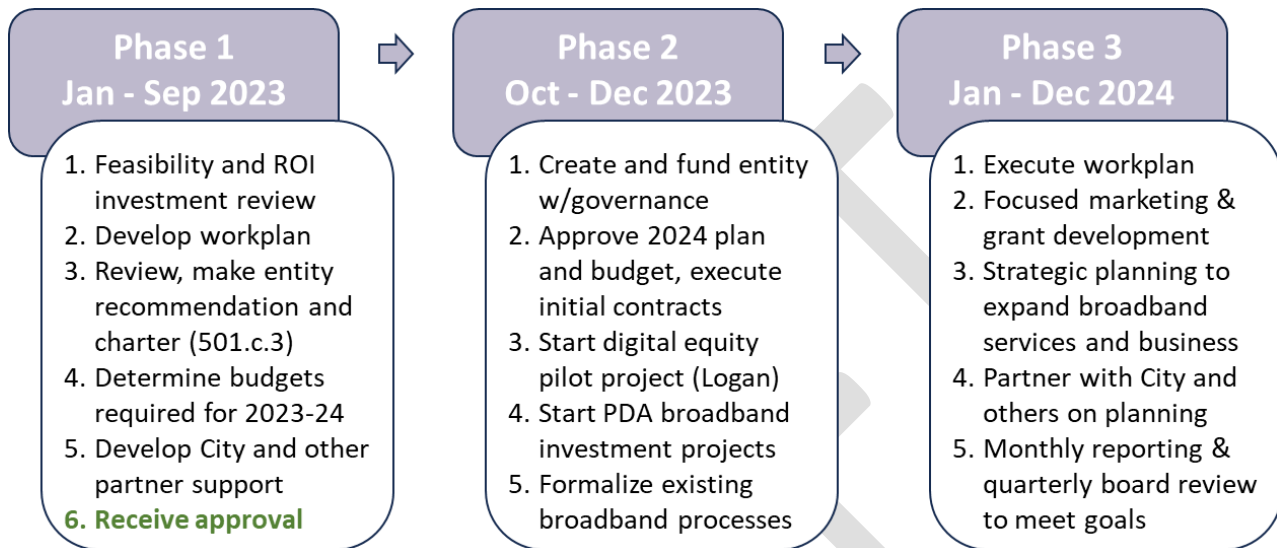 Phase 1
Jan - Sep 2023
1. Feasibility and ROI
investment review
2. Develop workplan
3. Review, make entity
recommendation and
charter (501.c.3)
4. Determine budgets
required for 2023-24
5. Develop City and other
partner support
6. Receive approval
Phase 2
Oct - Dec 2023
1. Create and fund entity
w/governance
2. Approve 2024 plan
and budget, execute
initial contracts
3. Start digital equity
pilot project (Logan)
4. Start PDA broadband
investment projects
5. Formalize existing
broadband processes
Phase 3
Jan - Dec 2024
1. Execute workplan
2. Focused marketing &
grant development
3. Strategic planning to
expand broadband
services and business
4. Partner with City and
others on planning
5. Monthly reporting &
quarterly board review
to meet goals